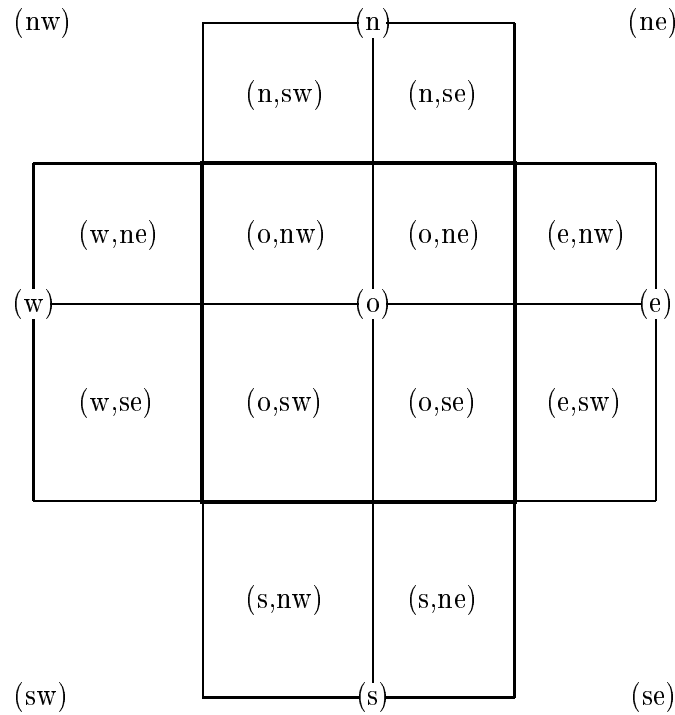 (nw) (n) (ne)
(n,sw) (n,se)
(w,ne) (o,nw) (o,ne) (e,nw)
(w) (o) (e)
(w,se) (o,sw) (o,se) (e,sw)
(s,nw) (s,ne)
(sw) (s) (se)